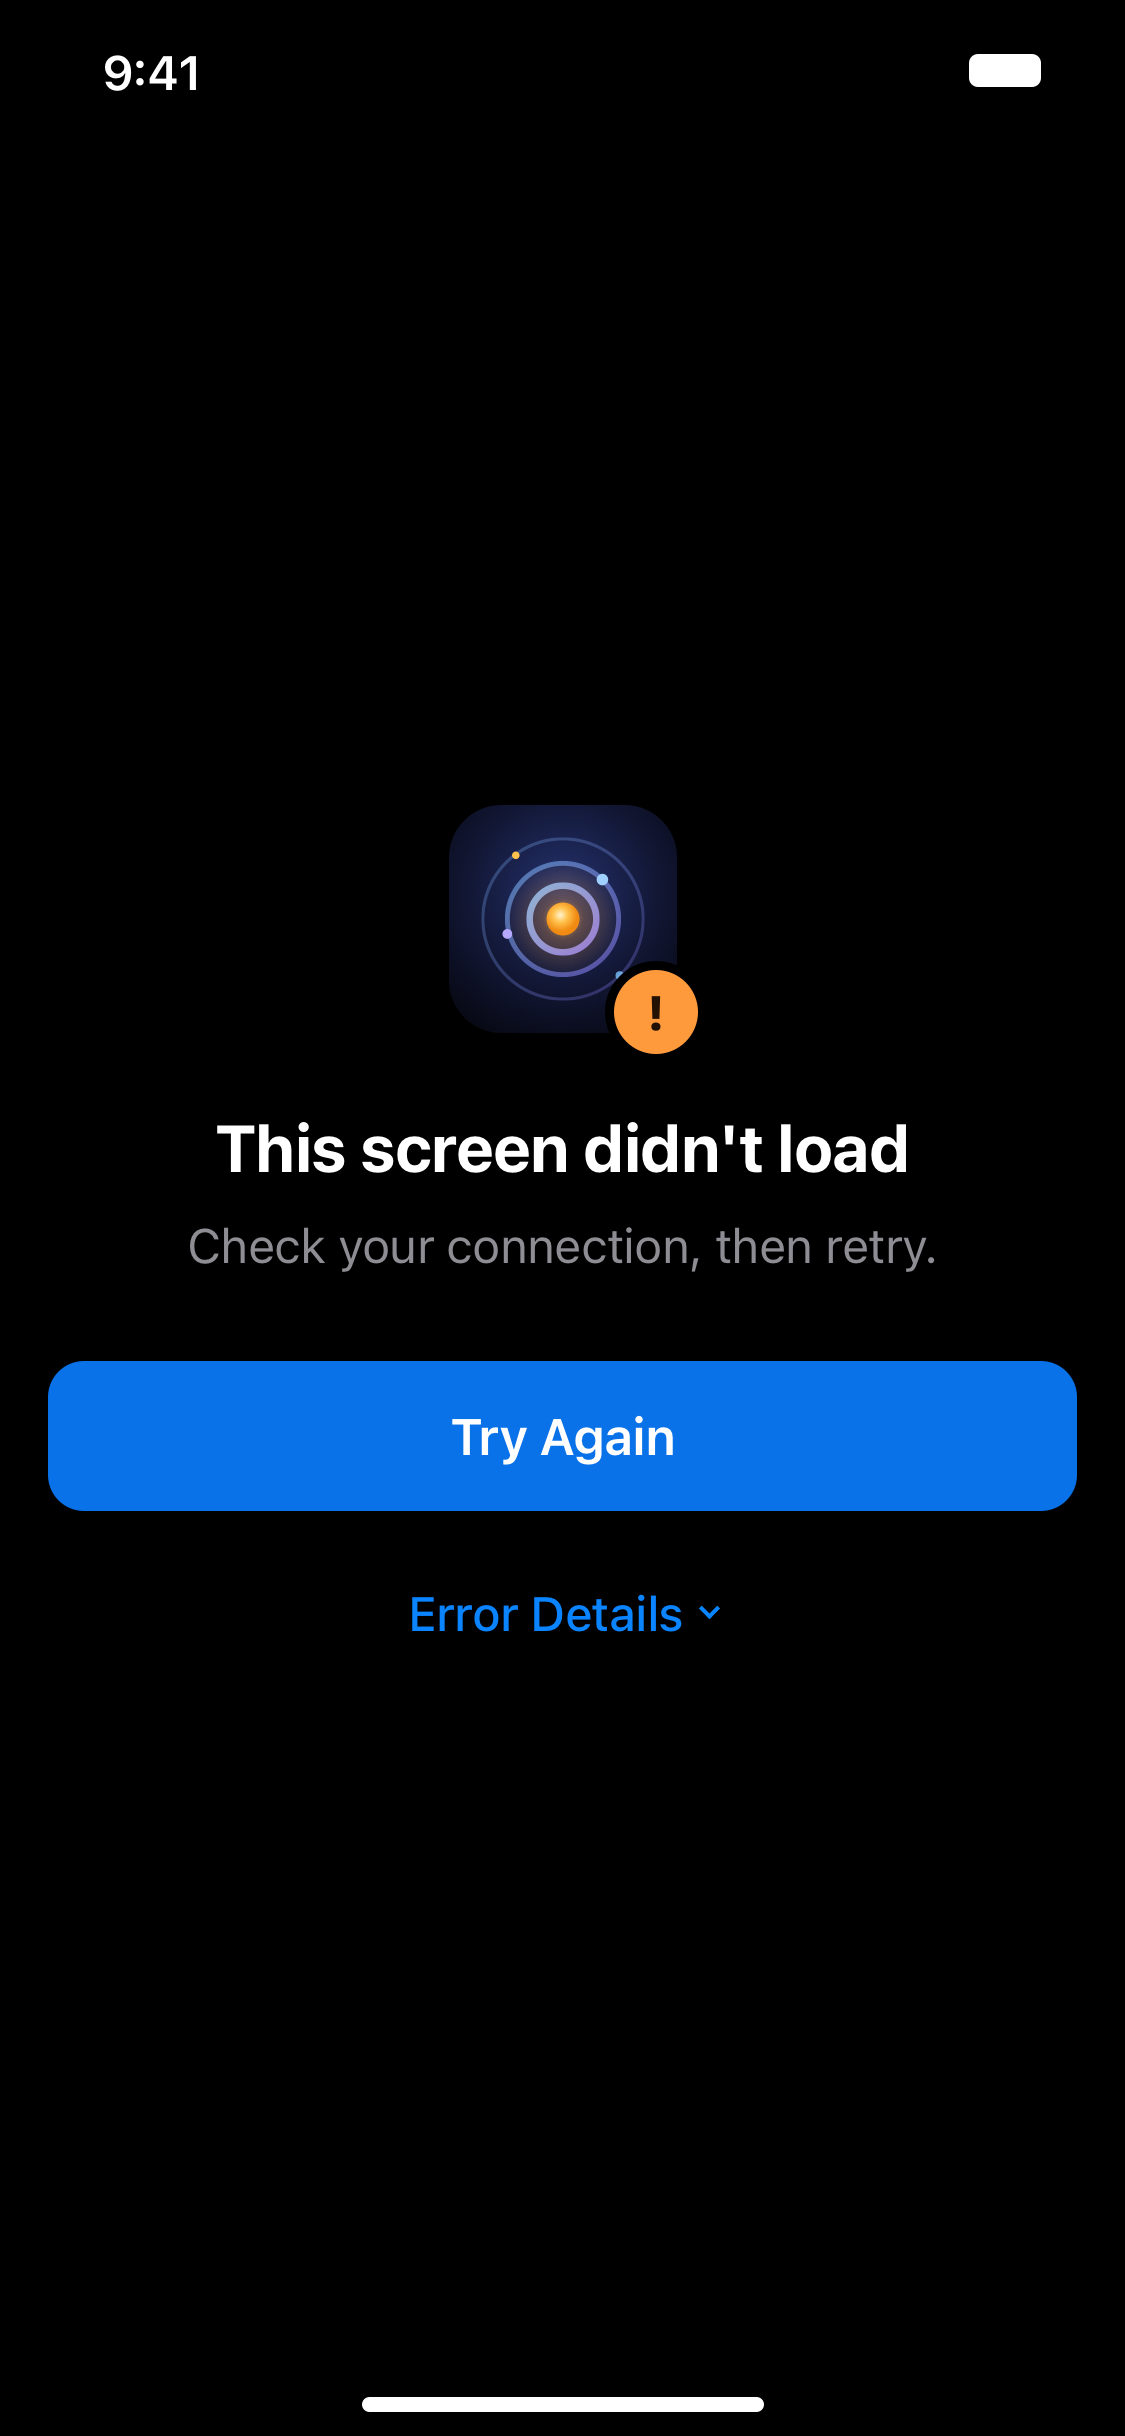 9:41
!
This screen didn't load
Check your connection, then retry.
Try Again
Error Details